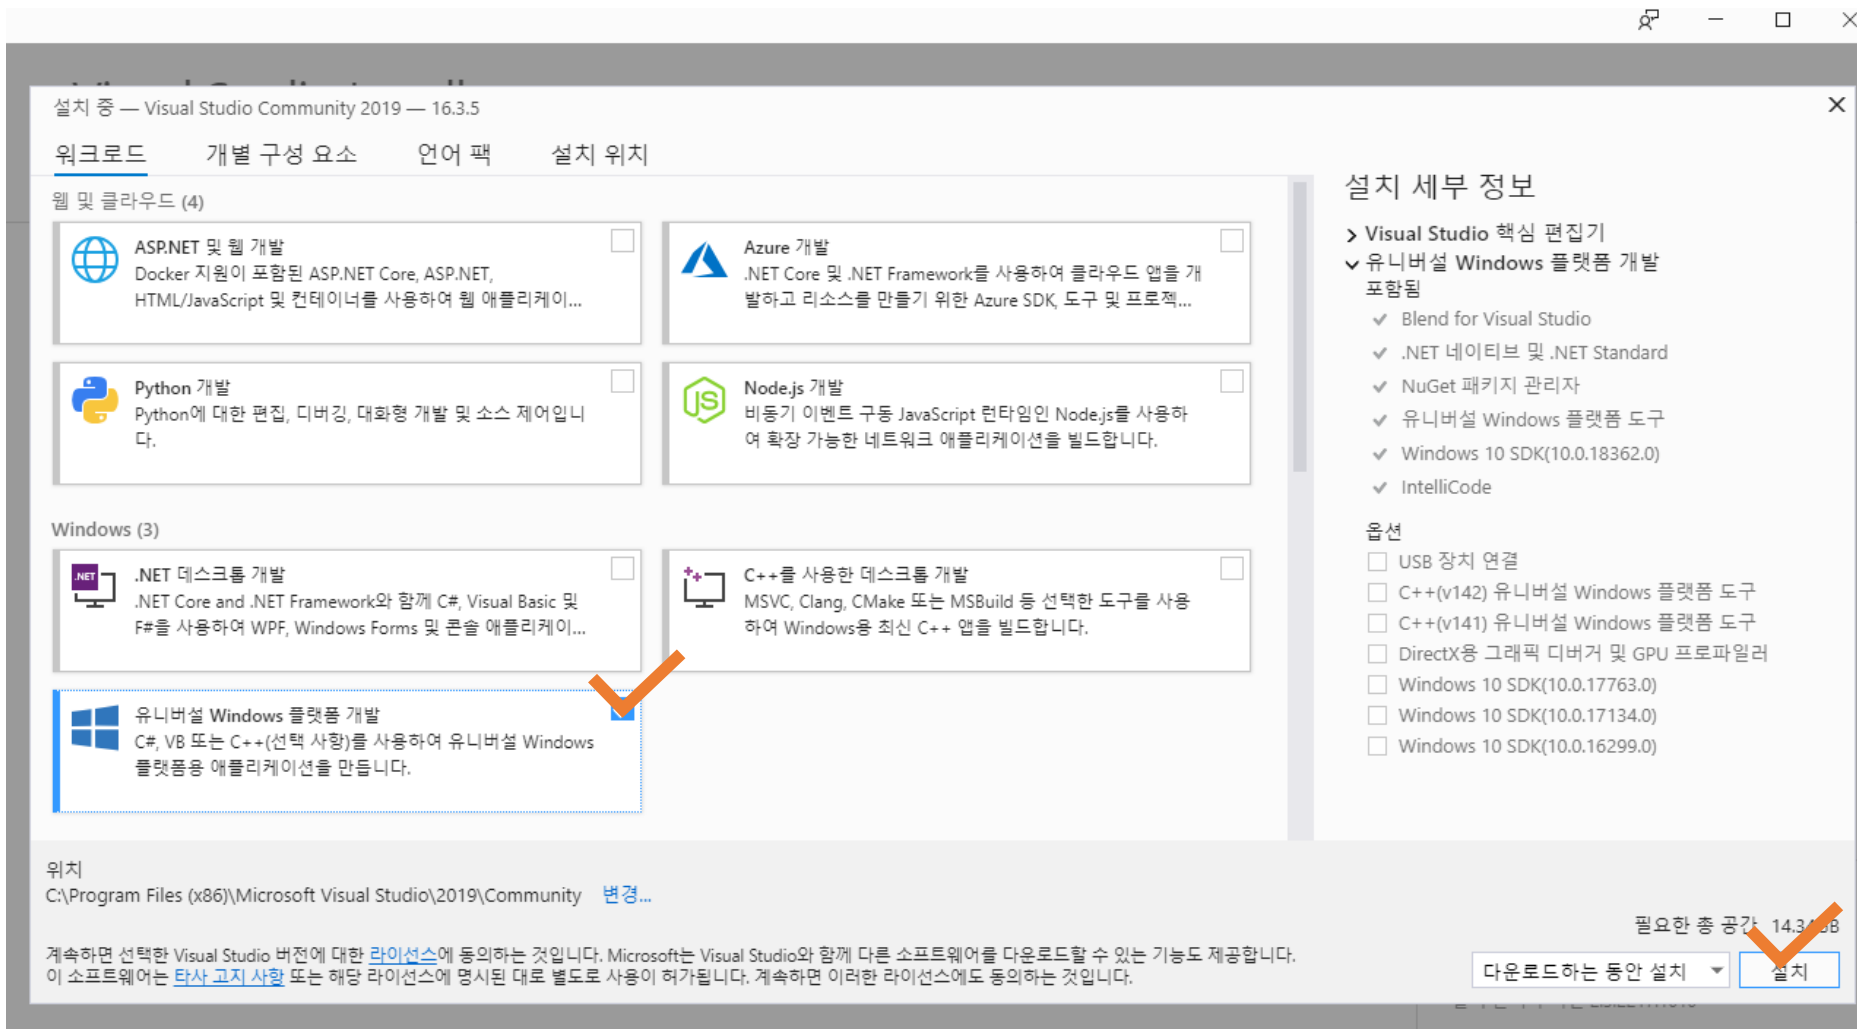 설치 중 — Visual Studio Community 2019 — 16.3.5
워크로드
개별 구성 요소
언어 팩
설치 위치
웹 및 클라우드 (4)
ASP.NET 및 웹 개발
Docker 지원이 포함된 ASP.NET Core, ASP.NET,
HTML/JavaScript 및 컨테이너를 사용하여 웹 애플리케이...
Azure 개발
.NET Core 및 .NET Framework를 사용하여 클라우드 앱을 개
발하고 리소스를 만들기 위한 Azure SDK, 도구 및 프로젝...
Python 개발
Python에 대한 편집, 디버깅, 대화형 개발 및 소스 제어입니
다.
JS
Node.js 개발
비동기 이벤트 구동 JavaScript 런타임인 Node.js를 사용하
여 확장 가능한 네트워크 애플리케이션을 빌드합니다.
Windows (3)
.NET
.NET 데스크톱 개발
.NET Core and .NET Framework와 함께 C#, Visual Basic 및
F#을 사용하여 WPF, Windows Forms 및 콘솔 애플리케이...
C++를 사용한 데스크톱 개발
MSVC, Clang, CMake 또는 MSBuild 등 선택한 도구를 사용
하여 Windows용 최신 C++ 앱을 빌드합니다.
유니버설 Windows 플랫폼 개발
C#, VB 또는 C++(선택 사항)를 사용하여 유니버설 Windows
플랫폼용 애플리케이션을 만듭니다.
설치 세부 정보
Visual Studio 핵심 편집기
유니버설 Windows 플랫폼 개발
포함됨
Blend for Visual Studio
.NET 네이티브 및 .NET Standard
NuGet 패키지 관리자
유니버설 Windows 플랫폼 도구
Windows 10 SDK(10.0.18362.0)
IntelliCode
옵션
USB 장치 연결
C++(v142) 유니버설 Windows 플랫폼 도구
C++(v141) 유니버설 Windows 플랫폼 도구
DirectX용 그래픽 디버거 및 GPU 프로파일러
Windows 10 SDK(10.0.17763.0)
Windows 10 SDK(10.0.17134.0)
Windows 10 SDK(10.0.16299.0)
위치
C:\Program Files (x86)\Microsoft Visual Studio\2019\Community 변경...
필요한 총 공간
계속하면 선택한 Visual Studio 버전에 대한 라이선스에 동의하는 것입니다. Microsoft는 Visual Studio와 함께 다른 소프트웨어를 다운로드할 수 있는 기능도 제공합니다.
이 소프트웨어는 타사 고지 사항 또는 해당 라이선스에 명시된 대로 별도로 사용이 허가됩니다. 계속하면 이러한 라이선스에도 동의하는 것입니다.
다운로드하는 동안 설치
설치